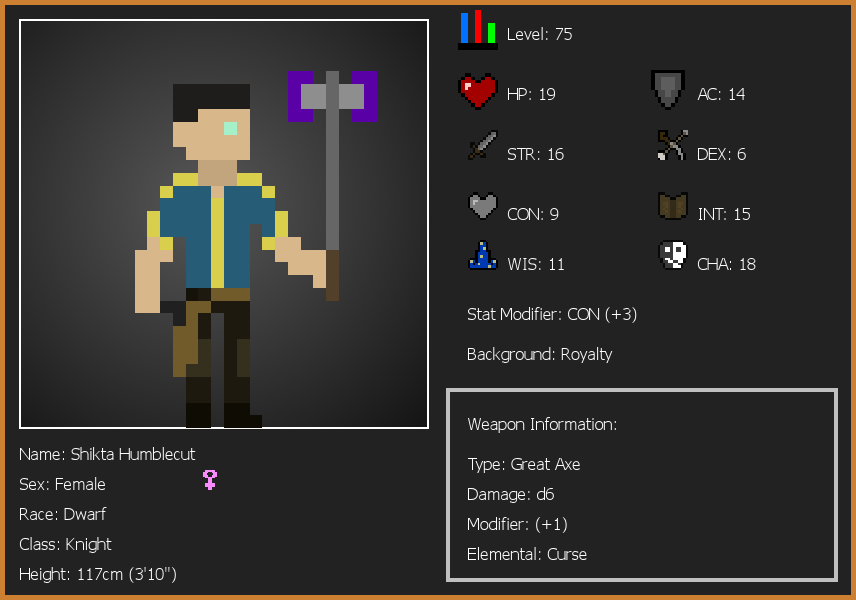 Level: 75
HP: 19
AC: 14
STR: 16
DEX: 6
CON: 9
INT: 15
WIS: 11
CHA: 18
Stat Modifier: CON (+3)
Background: Royalty
Weapon Information:
Type: Great Axe
Damage: d6
Modifier: (+1)
Elemental: Curse
Name: Shikta Humblecut
Sex: Female
Race: Dwarf
Class: Knight
Height: 117cm (3'10")